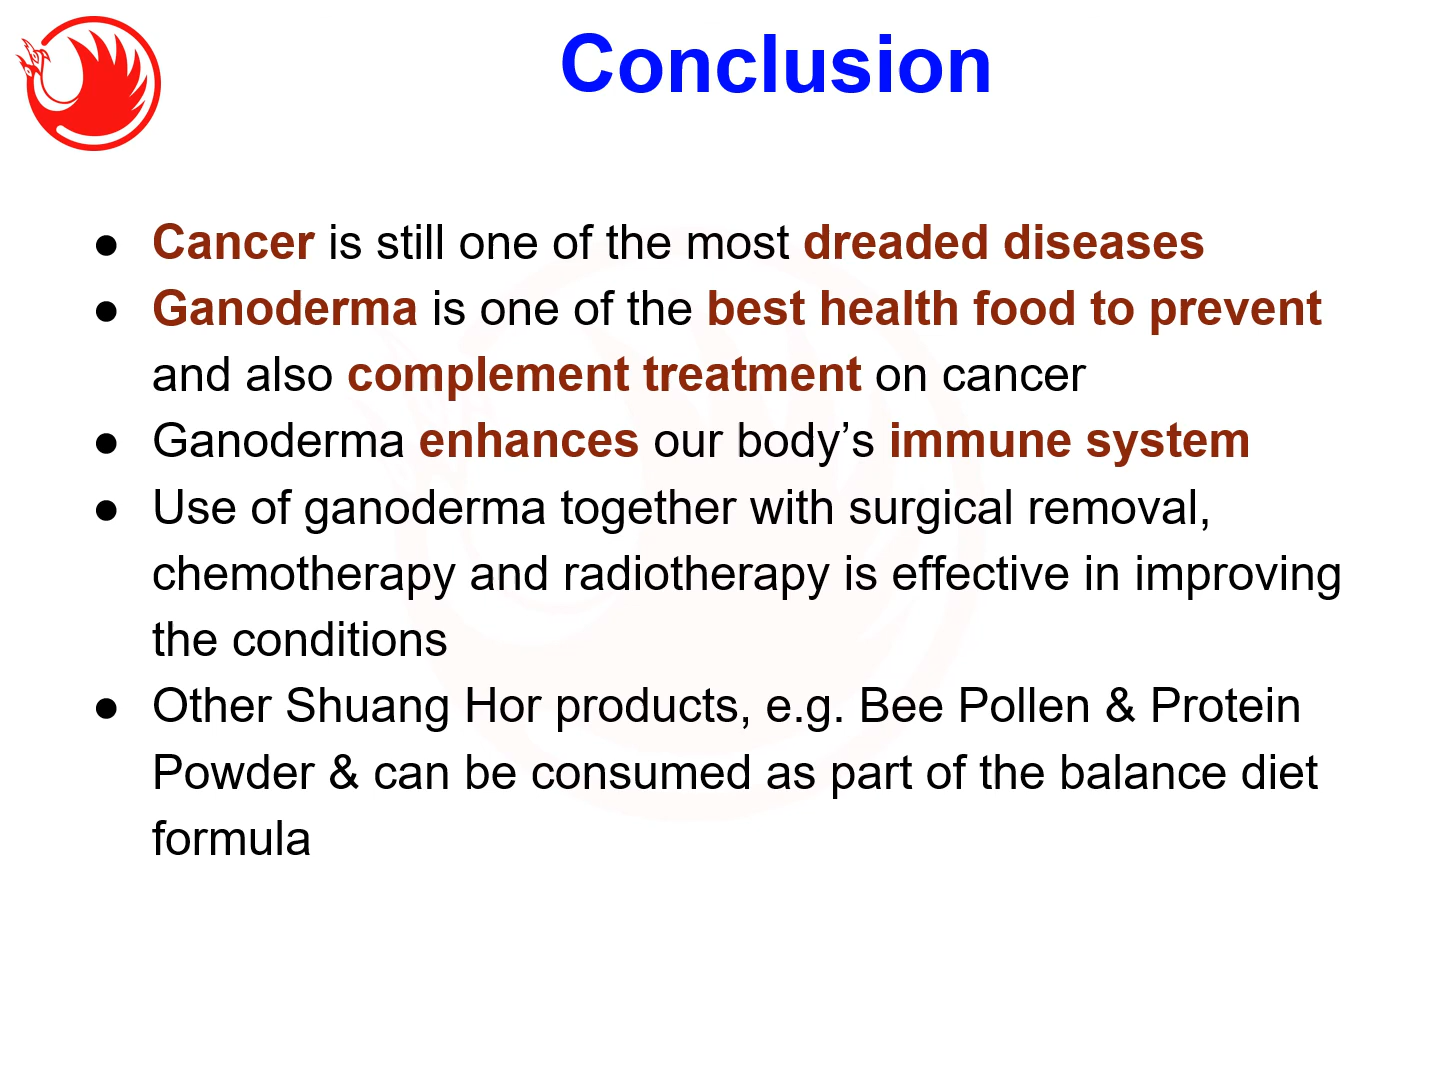 Conclusion
● Cancer is still one of the most dreaded diseases
● Ganoderma is one of the best health food to prevent
and also complement treatment on cancer
● Ganoderma enhances our body’s immune system
● Use of ganoderma together with surgical removal,
chemotherapy and radiotherapy is effective in improving
the conditions
● Other Shuang Hor products, e.g. Bee Pollen & Protein
Powder & can be consumed as part of the balance diet
formula